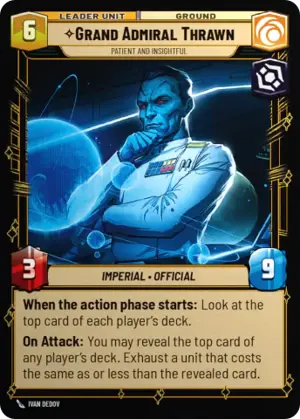 LEADER UNIT GROUND
6
✧GRAND ADMIRAL THRAWN
PATIENT AND INSIGHTFUL
3
IMPERIAL • OFFICIAL
9
When the action phase starts: Look at the
top card of each player's deck.
On Attack: You may reveal the top card of
any player's deck. Exhaust a unit that costs
the same as or less than the revealed card.
IVAN DEDOV